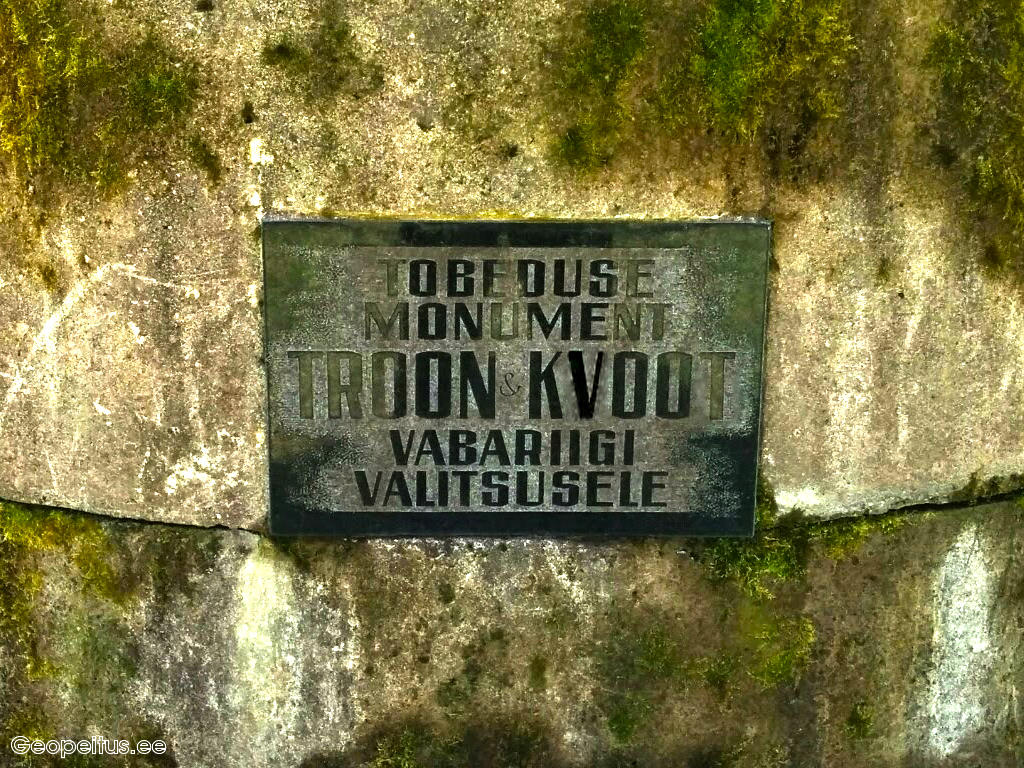 TOBEDUSE
MONUMENT
TROON & KVOOT
VABARIIGI
VALITSUSELE
Geopeitus.ee